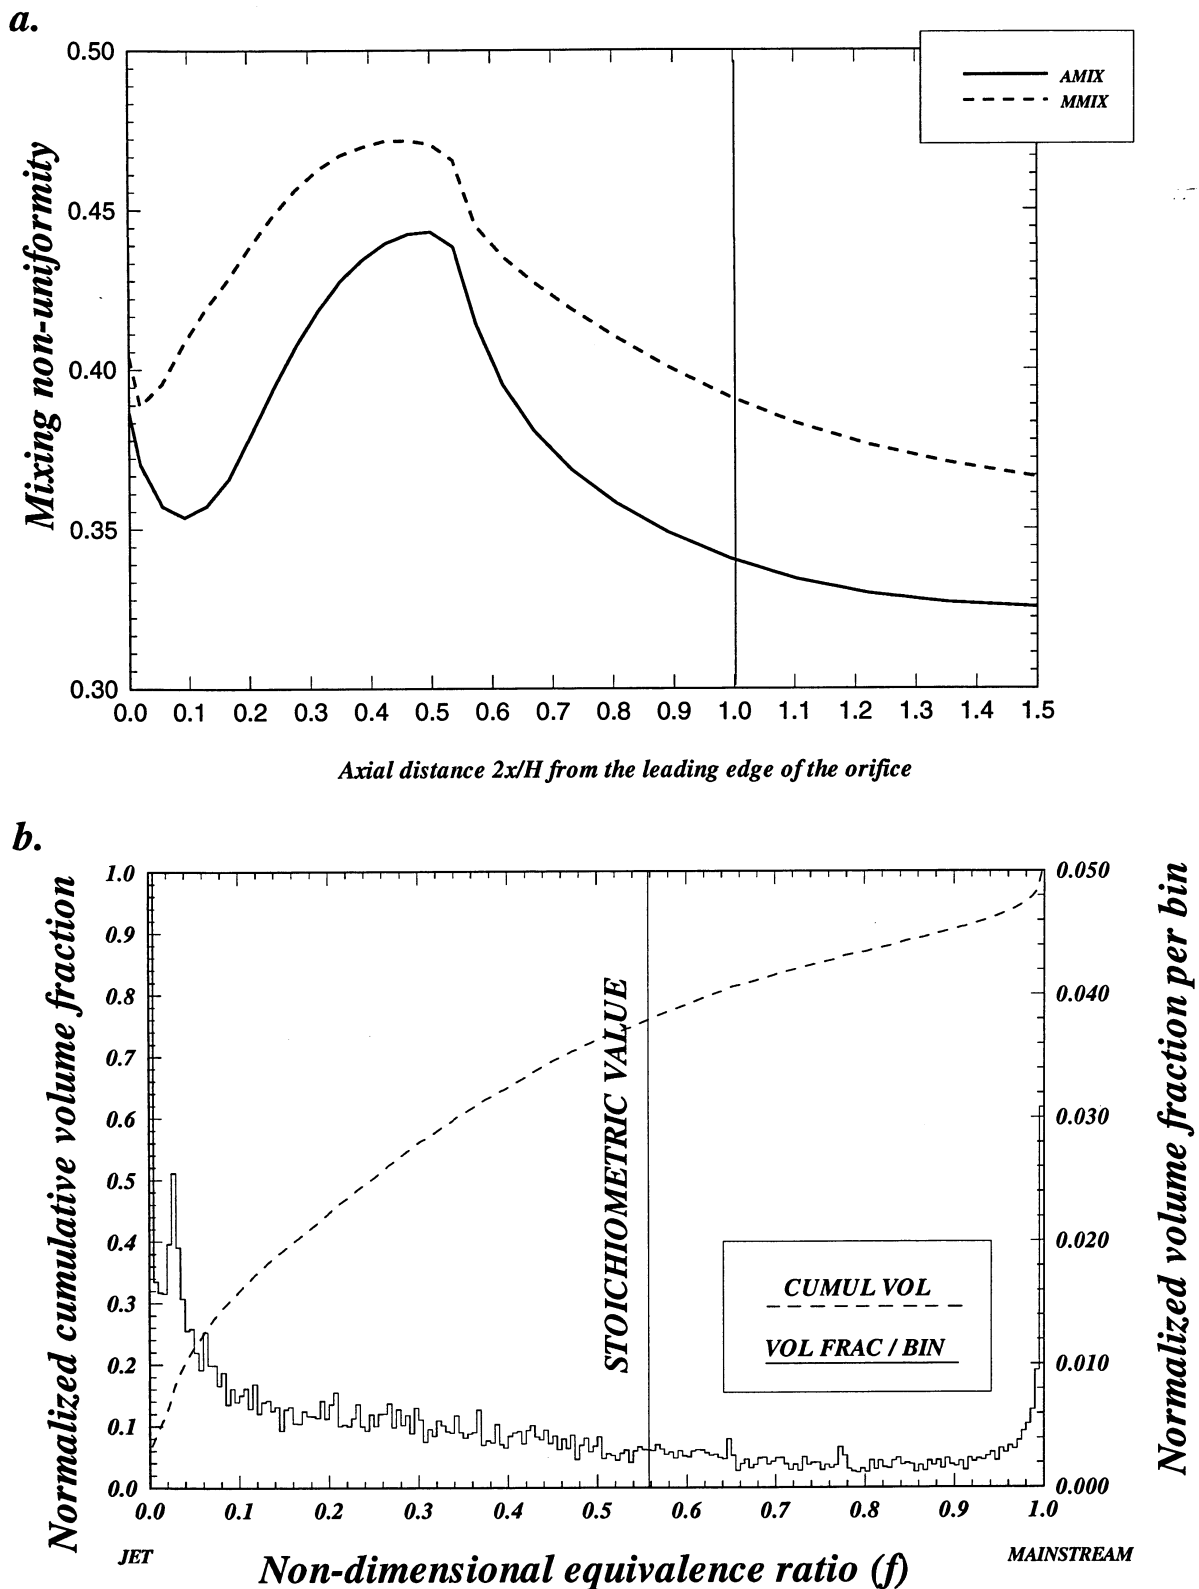 a.
0.50
0.45
0.40
0.35
0.30
Mixing non-uniformity
AMIX
MMIX
0.0 0.1 0.2 0.3 0.4 0.5 0.6 0.7 0.8 0.9 1.0 1.1 1.2 1.3 1.4 1.5
Axial distance 2x/H from the leading edge of the orifice
b.
Normalized cumulative volume fraction
1.0
0.9
0.8
0.7
0.6
0.5
0.4
0.3
0.2
0.1
0.0
STOICHIOMETRIC VALUE
CUMUL VOL
VOL FRAC / BIN
0.050
0.040
0.030
0.020
0.010
0.000
Normalized volume fraction per bin
0.0 0.1 0.2 0.3 0.4 0.5 0.6 0.7 0.8 0.9 1.0
JET
MAINSTREAM
Non-dimensional equivalence ratio (f)